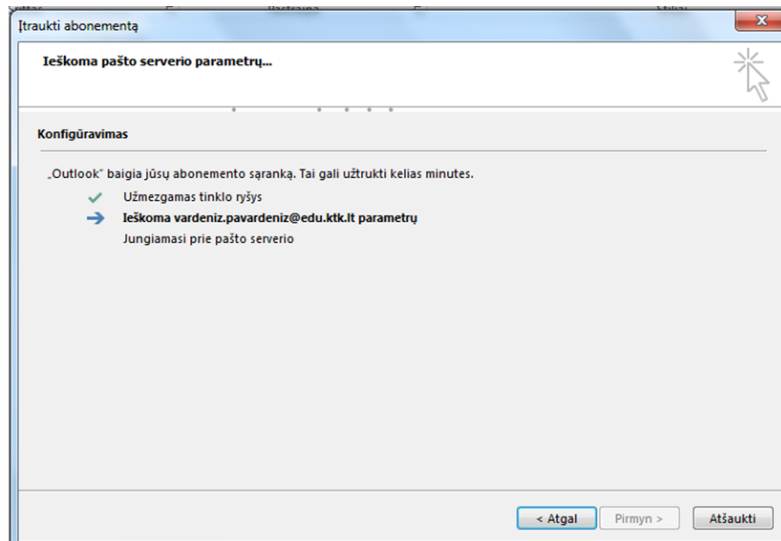 Įtraukti abonementą
Ieškoma pašto serverio parametrų...
Konfigūravimas
„Outlook“ baigia jūsų abonemento sąranką. Tai gali užtrukti kelias minutes.
Užmezgamas tinklo ryšys
Ieškoma vardeniz.pavardeniz@edu.ktk.lt parametrų
Jungiamasi prie pašto serverio
< Atgal
Pirmyn >
Atšaukti